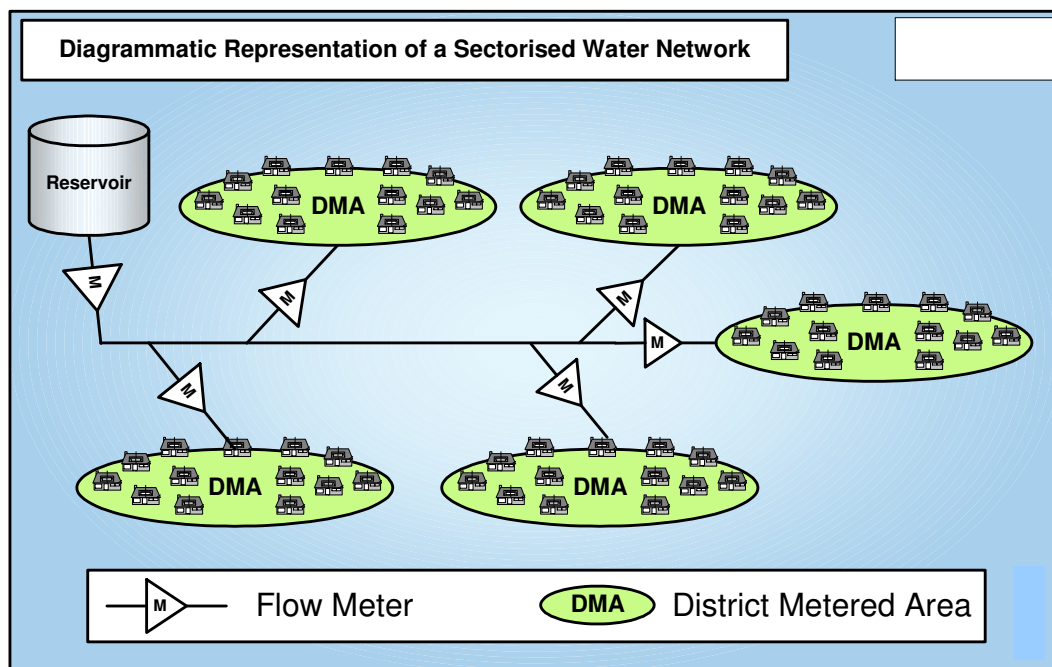 Diagrammatic Representation of a Sectorised Water Network
Reservoir
DMA
DMA
M
M
M
M
DMA
M
M
DMA
DMA
M
Flow Meter
DMA
District Metered Area